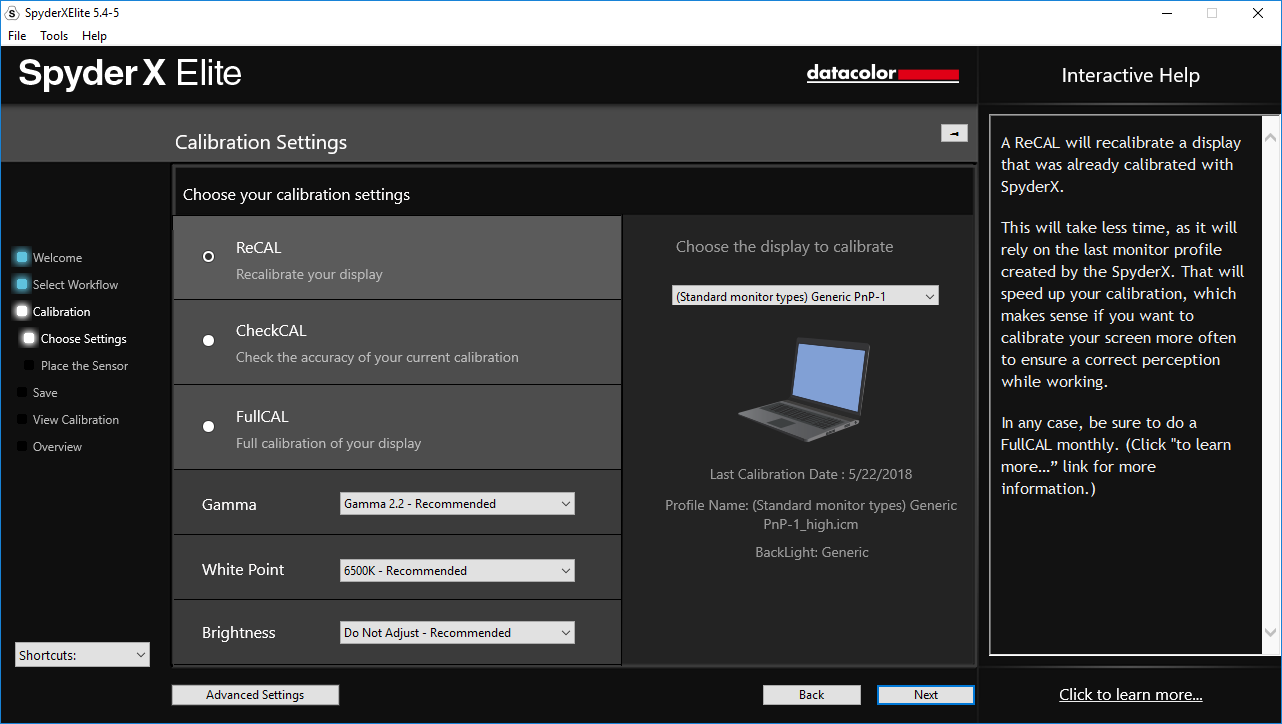 SpyderXElite 5.4-5
File Tools Help
Spyder X Elite
datacolor
Interactive Help
Calibration Settings
Choose your calibration settings
Welcome
Select Workflow
Calibration
Choose Settings
Place the Sensor
Save
View Calibration
Overview
Shortcuts:
ReCAL
Recalibrate your display
CheckCAL
Check the accuracy of your current calibration
FullCAL
Full calibration of your display
Gamma
Gamma 2.2 - Recommended
White Point
6500K - Recommended
Brightness
Do Not Adjust - Recommended
Choose the display to calibrate
(Standard monitor types) Generic PnP-1
Last Calibration Date : 5/22/2018
Profile Name: (Standard monitor types) Generic
PnP-1_high.icm
BackLight: Generic
Advanced Settings
Back
Next
A ReCAL will recalibrate a display
that was already calibrated with
SpyderX.
This will take less time, as it will
rely on the last monitor profile
created by the SpyderX. That will
speed up your calibration, which
makes sense if you want to
calibrate your screen more often
to ensure a correct perception
while working.
In any case, be sure to do a
FullCAL monthly. (Click "to learn
more...” link for more
information.)
Click to learn more...